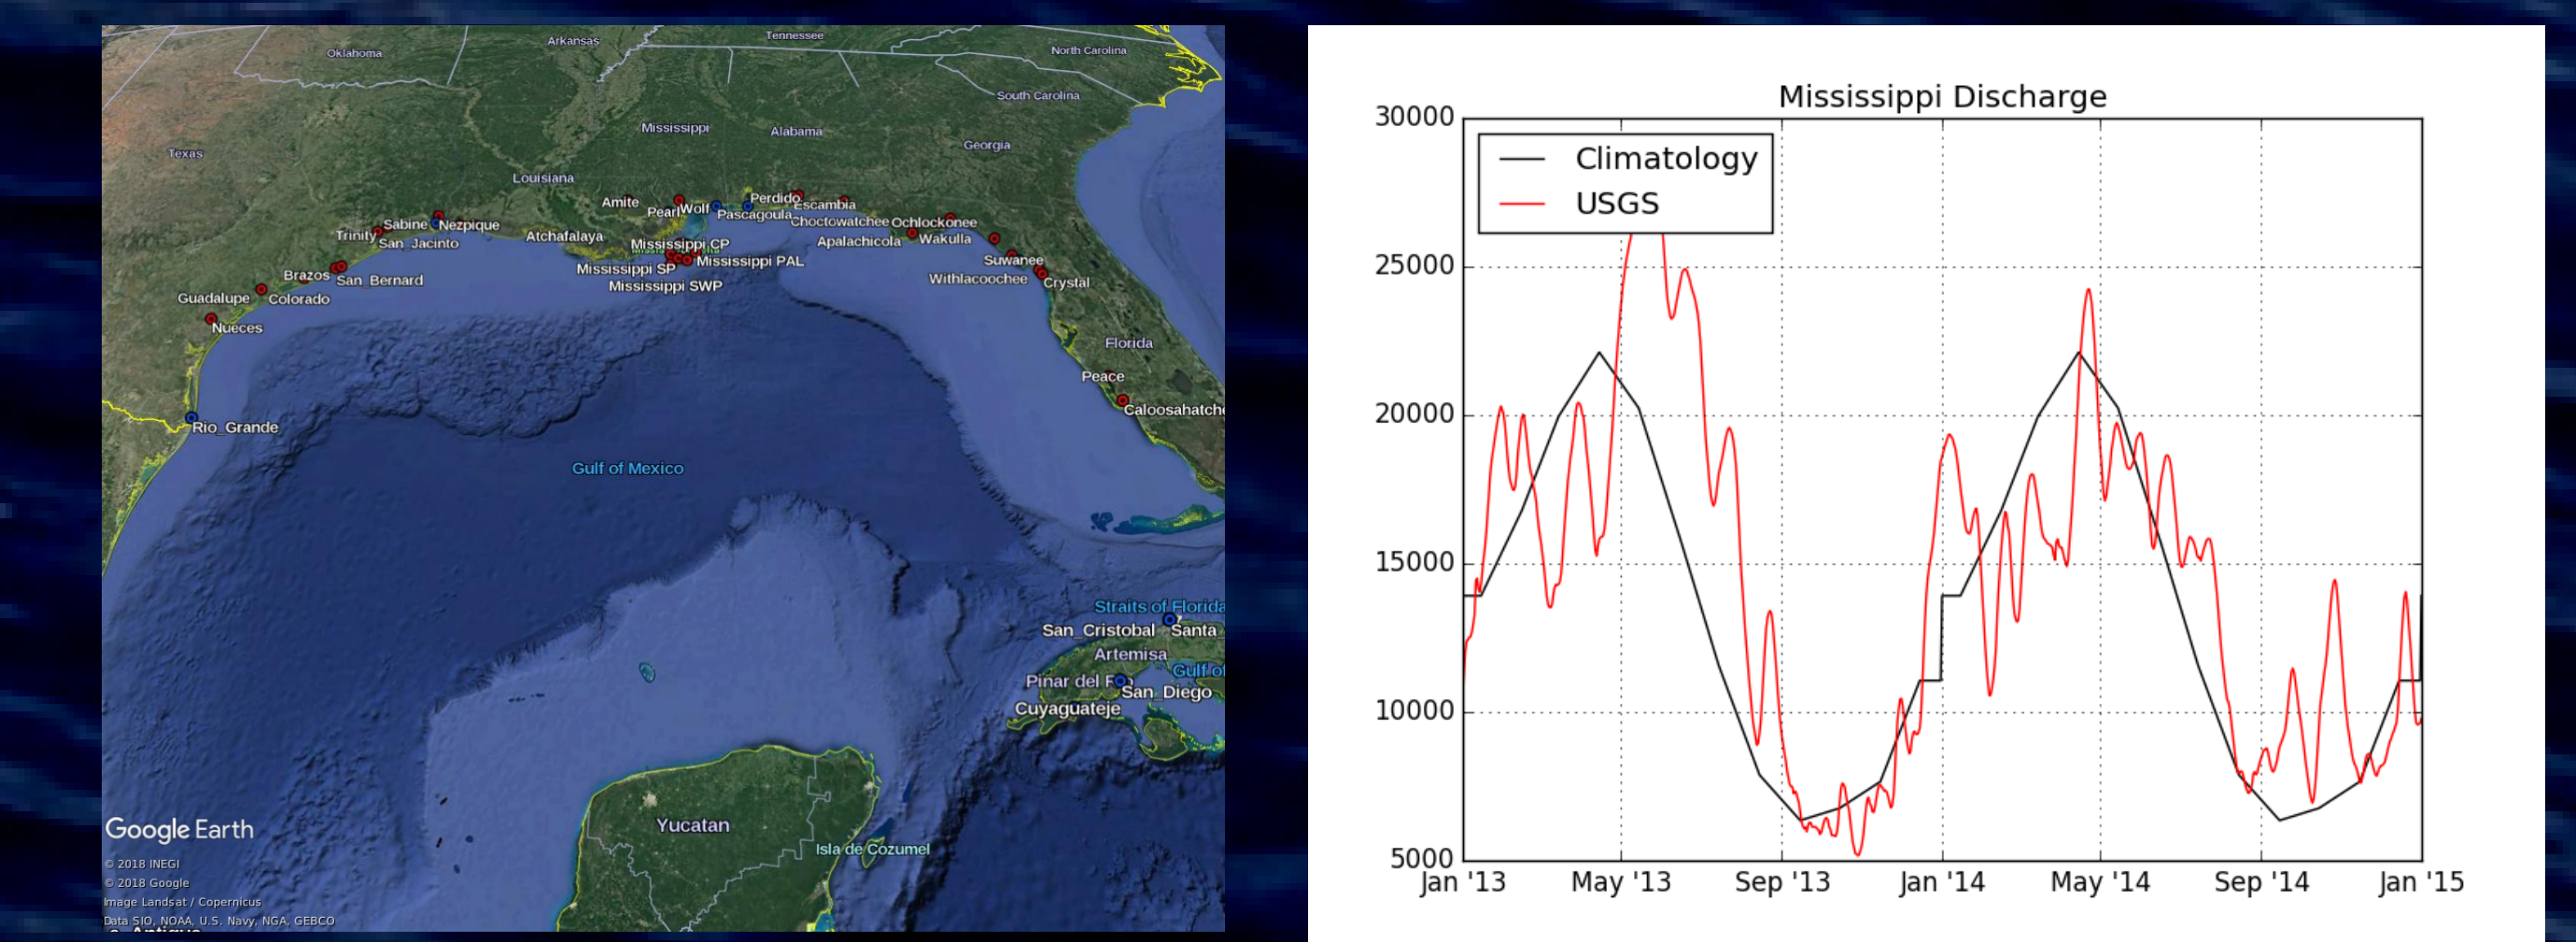 Oklahoma
Arkansas
Tennessee
North Carolina
South Carolina
Mississippi
Alabama
Georgia
Texas
Louisiana
Amite
Pearl
Wolf
Perdido
Escambia
Pascagoula
Choctowatchee
Ochlockonee
Sabine
Nezpique
Trinity
San_Jacinto
Atchafalaya
Mississippi CP
Apalachicola
Wakulla
Mississippi PAL
Mississippi SP
Suwanee
Mississippi SWP
Brazos
San_Bernard
Withlacoochee
Crystal
Guadalupe
Colorado
Nueces
Florida
Peace
Caloosahatche
Rio_Grande
Gulf of Mexico
Straits of Florida
San_Cristobal
Santa
Artemisa
Gulf of
Pinar del Rio
San_Diego
Cuyaguateje
Yucatan
Isla de Cozumel
Google Earth
© 2018 INEGI
© 2018 Google
Image Landsat / Copernicus
Data SIO, NOAA, U.S. Navy, NGA, GEBCO
Mississippi Discharge
Climatology
USGS
30000
25000
20000
15000
10000
5000
Jan '13
May '13
Sep '13
Jan '14
May '14
Sep '14
Jan '15